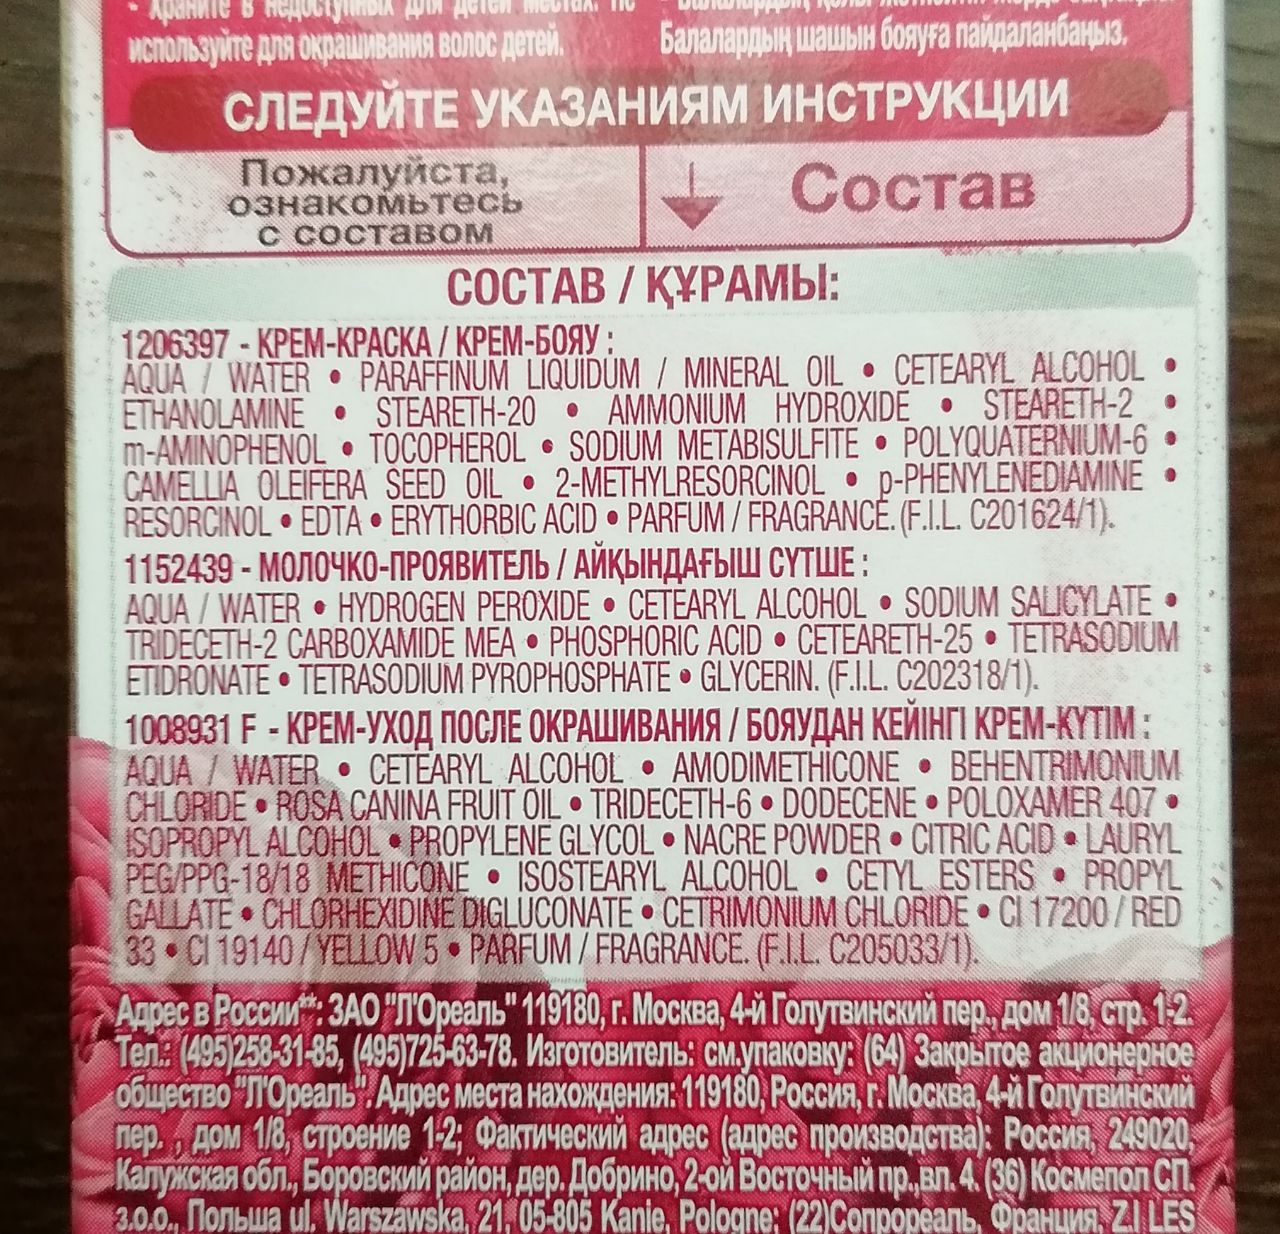 - Храните в недоступных для детей местах. Не
используйте для окрашивания волос детей.
Балалардың шашын бояуға пайдаланбаңыз.
СЛЕДУЙТЕ УКАЗАНИЯМ ИНСТРУКЦИИ
Пожалуйста,
ознакомьтесь
с составом
Состав
СОСТАВ / ҚҰРАМЫ:
1206397 - КРЕМ-КРАСКА / КРЕМ-БОЯУ :
AQUA / WATER • PARAFFINUM LIQUIDUM / MINERAL OIL • CETEARYL ALCOHOL •
ETHANOLAMINE • STEARETH-20 • AMMONIUM HYDROXIDE • STEARETH-2 •
m-AMINOPHENOL • TOCOPHEROL • SODIUM METABISULFITE • POLYQUATERNIUM-6 •
CAMELLIA OLEIFERA SEED OIL • 2-METHYLRESORCINOL • p-PHENYLENEDIAMINE •
RESORCINOL • EDTA • ERYTHORBIC ACID • PARFUM / FRAGRANCE. (F.I.L. C201624/1).
1152439 - МОЛОЧКО-ПРОЯВИТЕЛЬ / АЙҚЫНДАҒЫШ СҮТШЕ :
AQUA / WATER • HYDROGEN PEROXIDE • CETEARYL ALCOHOL • SODIUM SALICYLATE •
TRIDECETH-2 CARBOXAMIDE MEA • PHOSPHORIC ACID • CETEARETH-25 • TETRASODIUM
ETIDRONATE • TETRASODIUM PYROPHOSPHATE • GLYCERIN. (F.I.L. C202318/1).
1008931 F - КРЕМ-УХОД ПОСЛЕ ОКРАШИВАНИЯ / БОЯУДАН КЕЙІНГІ КРЕМ-КҮТІМ :
AQUA / WATER • CETEARYL ALCOHOL • AMODIMETHICONE • BEHENTRIMONIUM
CHLORIDE • ROSA CANINA FRUIT OIL • TRIDECETH-6 • DODECENE • POLOXAMER 407 •
ISOPROPYL ALCOHOL • PROPYLENE GLYCOL • NACRE POWDER • CITRIC ACID • LAURYL
PEG/PPG-18/18 METHICONE • ISOSTEARYL ALCOHOL • CETYL ESTERS • PROPYL
GALLATE • CHLORHEXIDINE DIGLUCONATE • CETRIMONIUM CHLORIDE • CI 17200 / RED
33 • CI 19140 / YELLOW 5 • PARFUM / FRAGRANCE. (F.I.L. C205033/1).
Адрес в России**: ЗАО "Л'Ореаль" 119180, г. Москва, 4-й Голутвинский пер., дом 1/8, стр. 1-2.
Тел.: (495)258-31-85, (495)725-63-78. Изготовитель: см.упаковку: (64) Закрытое акционерное
общество "Л'Ореаль". Адрес места нахождения: 119180, Россия, г. Москва, 4-й Голутвинский
пер. , дом 1/8, строение 1-2; Фактический адрес (адрес производства): Россия, 249020,
Калужская обл., Боровский район, дер. Добрино, 2-ой Восточный пр.,вл. 4. (36) Космепол СП.
з.о.о., Польша ul. Warszawska, 21, 05-805 Kanie, Pologne; (22)Сопрореаль, Франция, Z.I LES